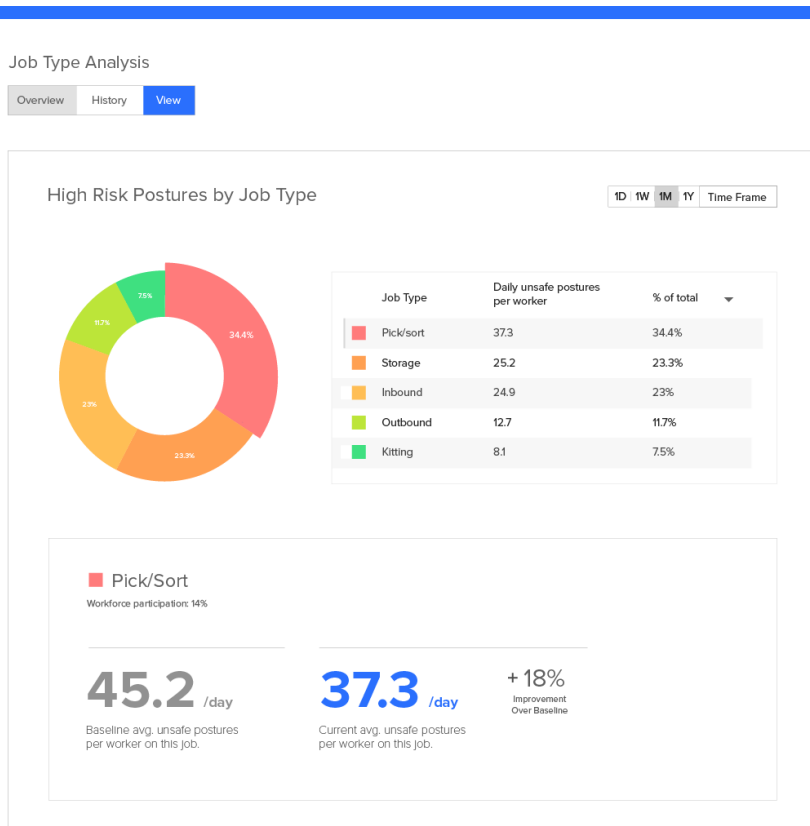 Job Type Analysis
Overview History View
High Risk Postures by Job Type
1D 1W 1M 1Y Time Frame
7.5%
11.7%
34.4%
23%
23.3%
Job Type Daily unsafe postures per worker % of total
Pick/sort 37.3 34.4%
Storage 25.2 23.3%
Inbound 24.9 23%
Outbound 12.7 11.7%
Kitting 8.1 7.5%
Pick/Sort
Workforce participation: 14%
45.2 /day
Baseline avg. unsafe postures
per worker on this job.
37.3 /day
Current avg. unsafe postures
per worker on this job.
+18%
Improvement
Over Baseline